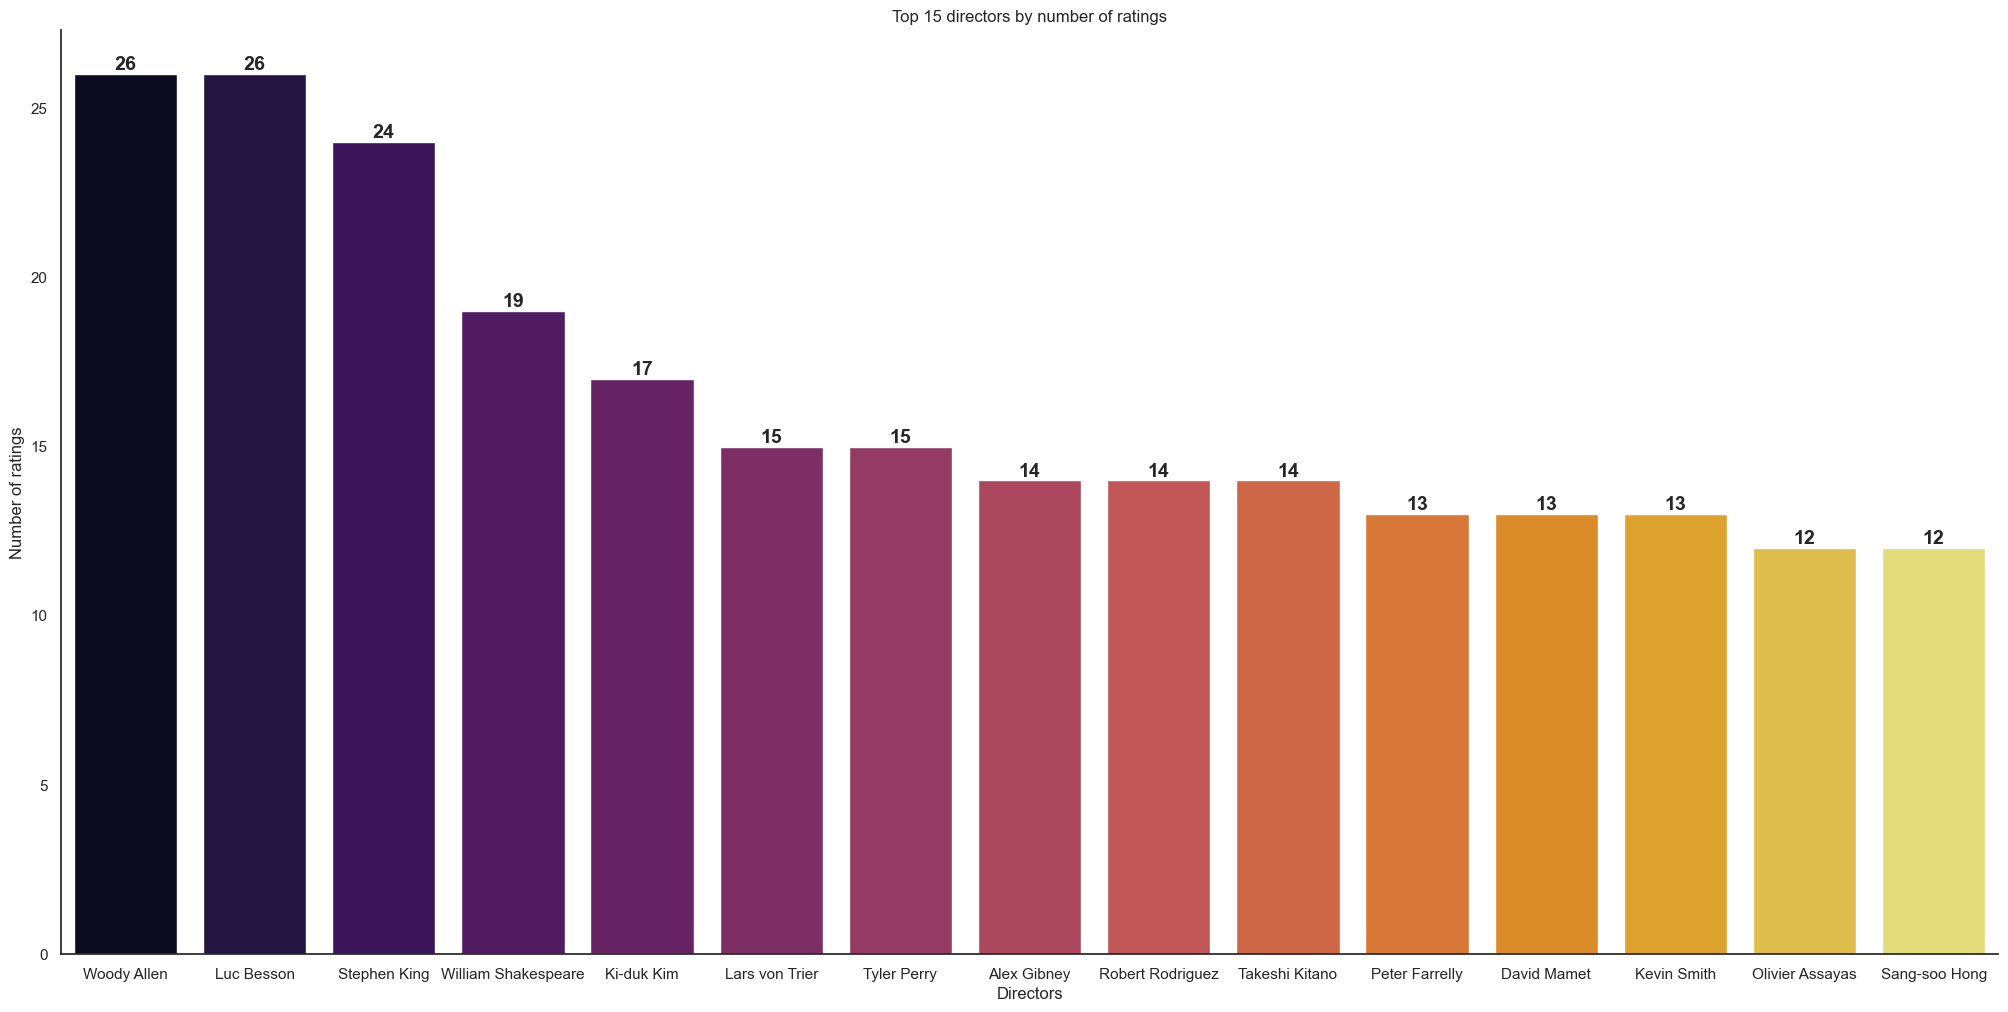 Top 15 directors by number of ratings
Number of ratings
25
20
15
10
5
0
26
26
24
19
17
15
15
14
14
14
13
13
13
12
12
Woody Allen
Luc Besson
Stephen King
William Shakespeare
Ki-duk Kim
Lars von Trier
Tyler Perry
Alex Gibney
Robert Rodriguez
Takeshi Kitano
Peter Farrelly
David Mamet
Kevin Smith
Olivier Assayas
Sang-soo Hong
Directors